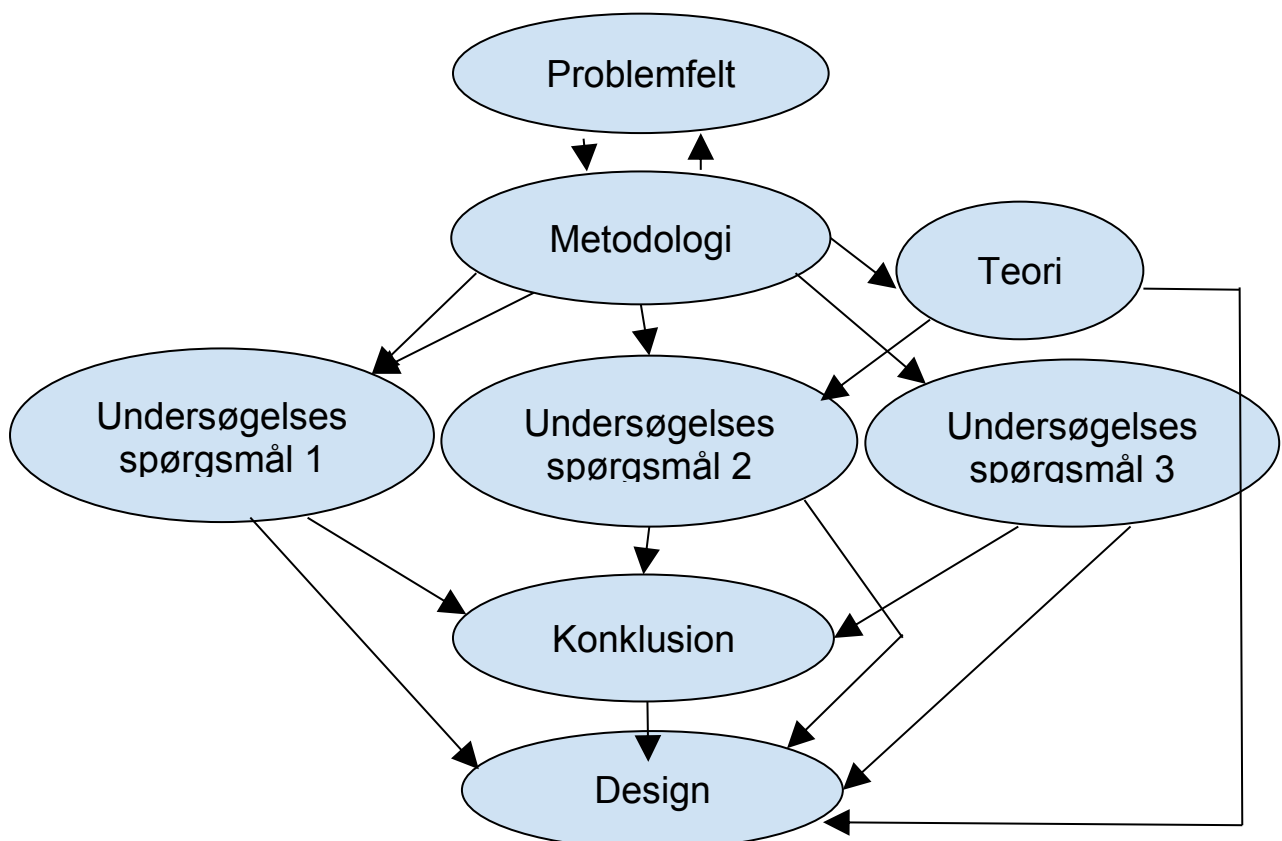 Problemfelt
Metodologi
Teori
Undersøgelses
spørgsmål 1
Undersøgelses
spørgsmål 2
Undersøgelses
spørgsmål 3
Konklusion
Design